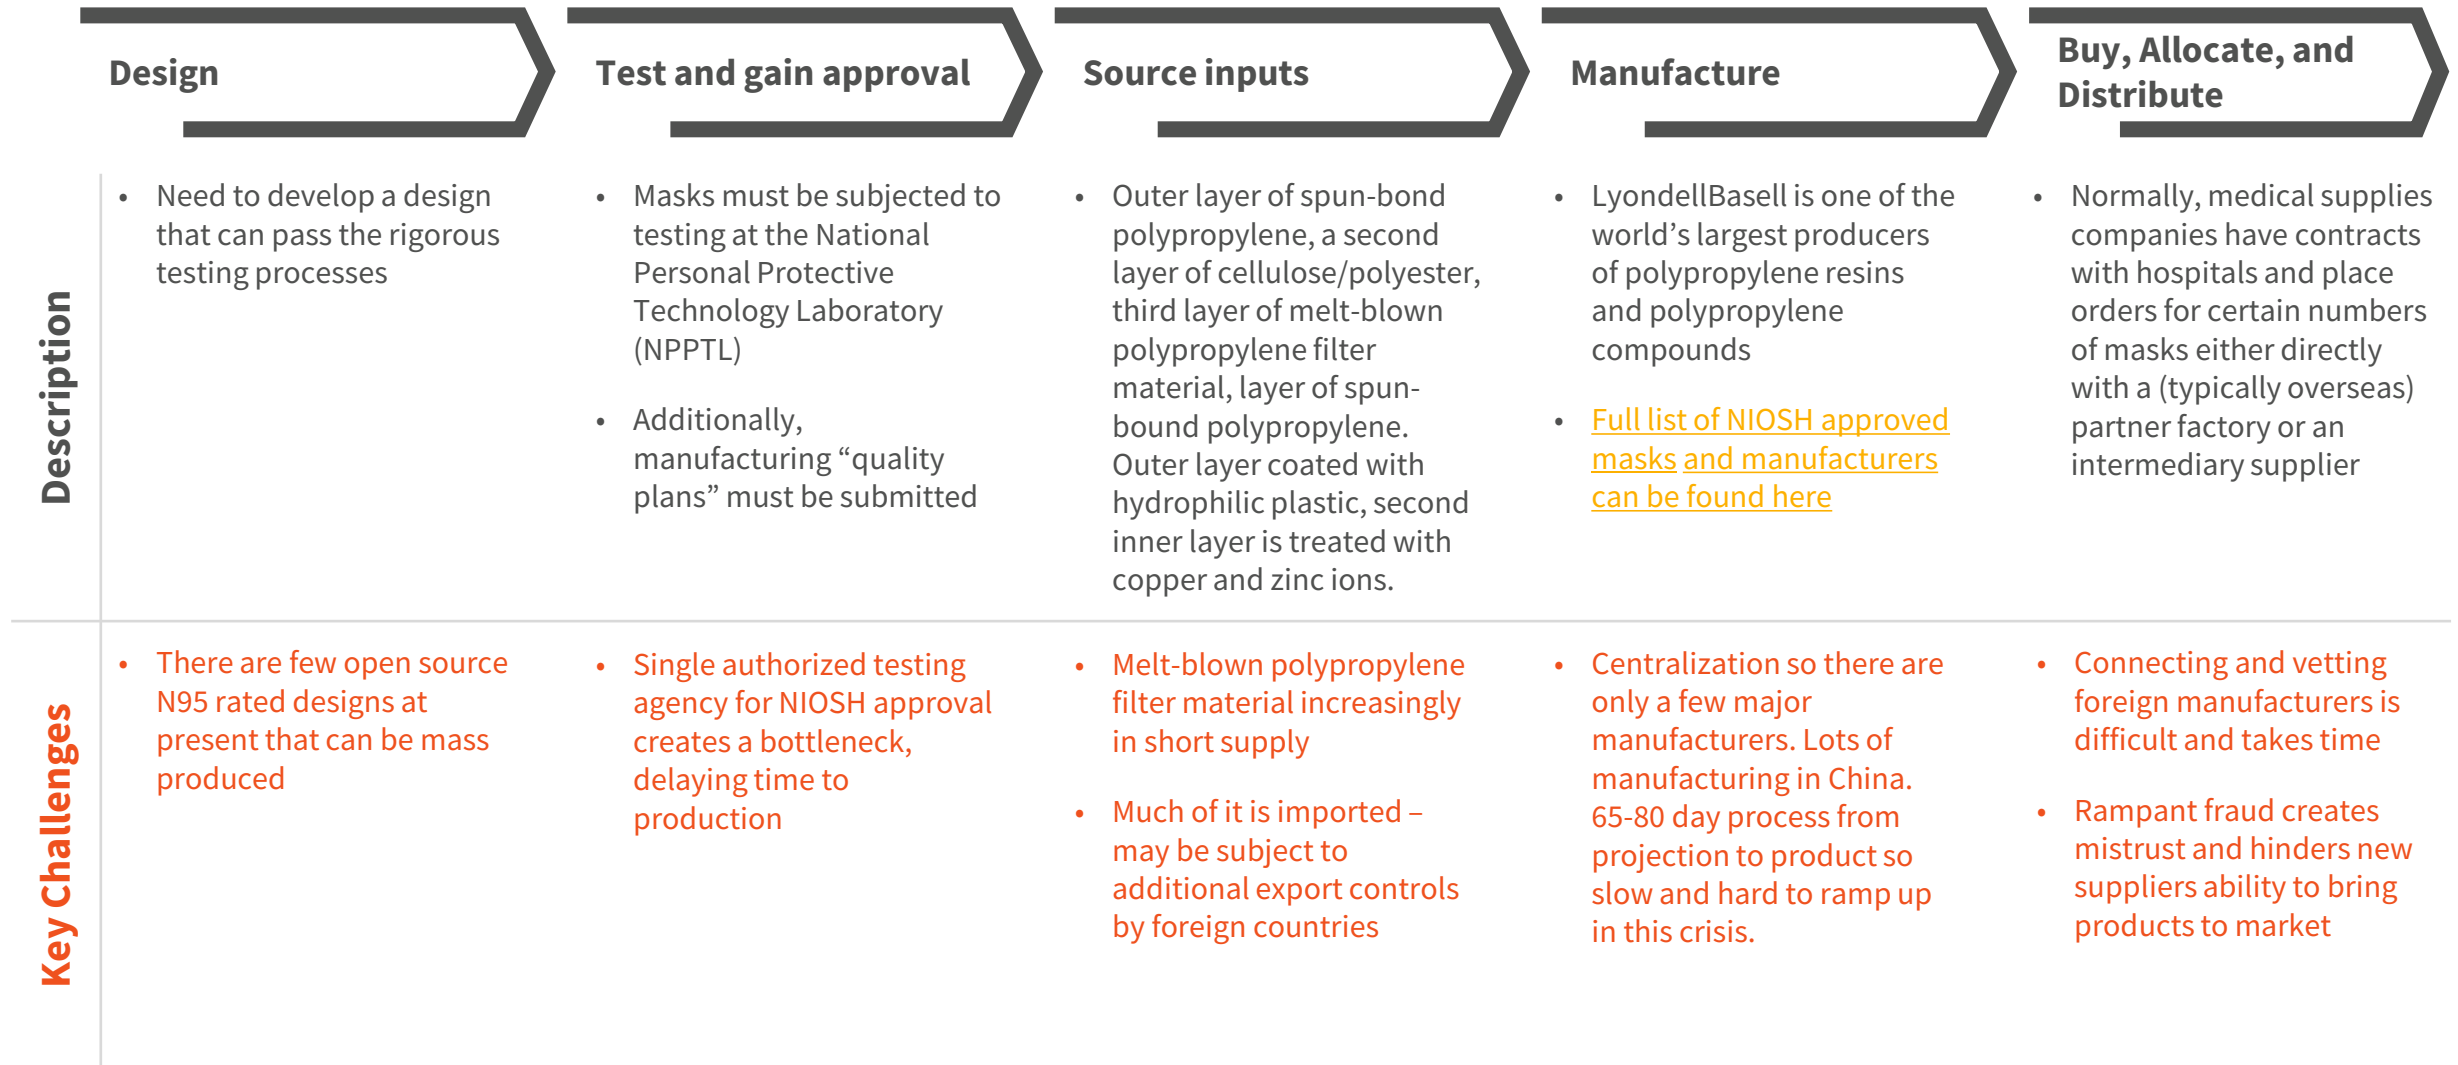 Design
Test and gain approval
Source inputs
Manufacture
Buy, Allocate, and
Distribute
Description
• Need to develop a design
that can pass the rigorous
testing processes
• Masks must be subjected to
testing at the National
Personal Protective
Technology Laboratory
(NPPTL)
• Additionally,
manufacturing “quality
plans” must be submitted
• Outer layer of spun-bond
polypropylene, a second
layer of cellulose/polyester,
third layer of melt-blown
polypropylene filter
material, layer of spun-
bound polypropylene.
Outer layer coated with
hydrophilic plastic, second
inner layer is treated with
copper and zinc ions.
• LyondellBasell is one of the
world’s largest producers
of polypropylene resins
and polypropylene
compounds
• Full list of NIOSH approved
masks and manufacturers
can be found here
• Normally, medical supplies
companies have contracts
with hospitals and place
orders for certain numbers
of masks either directly
with a (typically overseas)
partner factory or an
intermediary supplier
Key Challenges
• There are few open source
N95 rated designs at
present that can be mass
produced
• Single authorized testing
agency for NIOSH approval
creates a bottleneck,
delaying time to
production
• Melt-blown polypropylene
filter material increasingly
in short supply
• Much of it is imported –
may be subject to
additional export controls
by foreign countries
• Centralization so there are
only a few major
manufacturers. Lots of
manufacturing in China.
65-80 day process from
projection to product so
slow and hard to ramp up
in this crisis.
• Connecting and vetting
foreign manufacturers is
difficult and takes time
• Rampant fraud creates
mistrust and hinders new
suppliers ability to bring
products to market